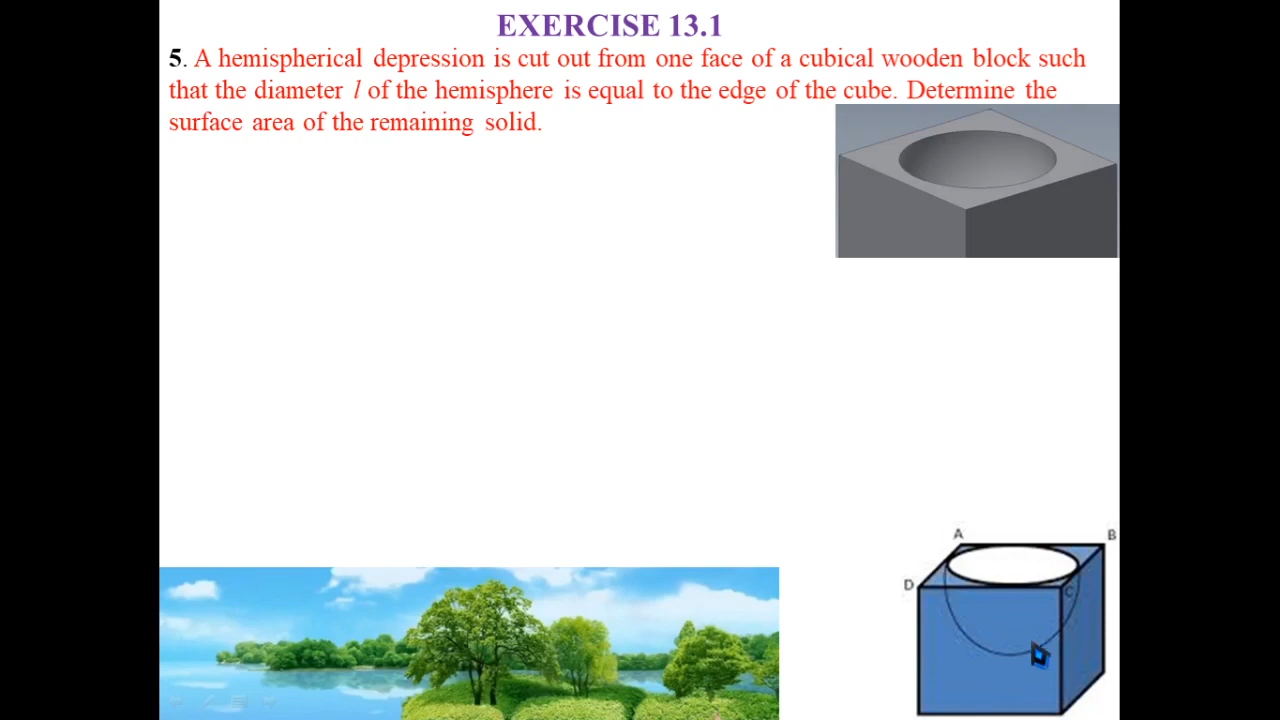 EXERCISE 13.1
5. A hemispherical depression is cut out from one face of a cubical wooden block such
that the diameter l of the hemisphere is equal to the edge of the cube. Determine the
surface area of the remaining solid.
A
B
D
C